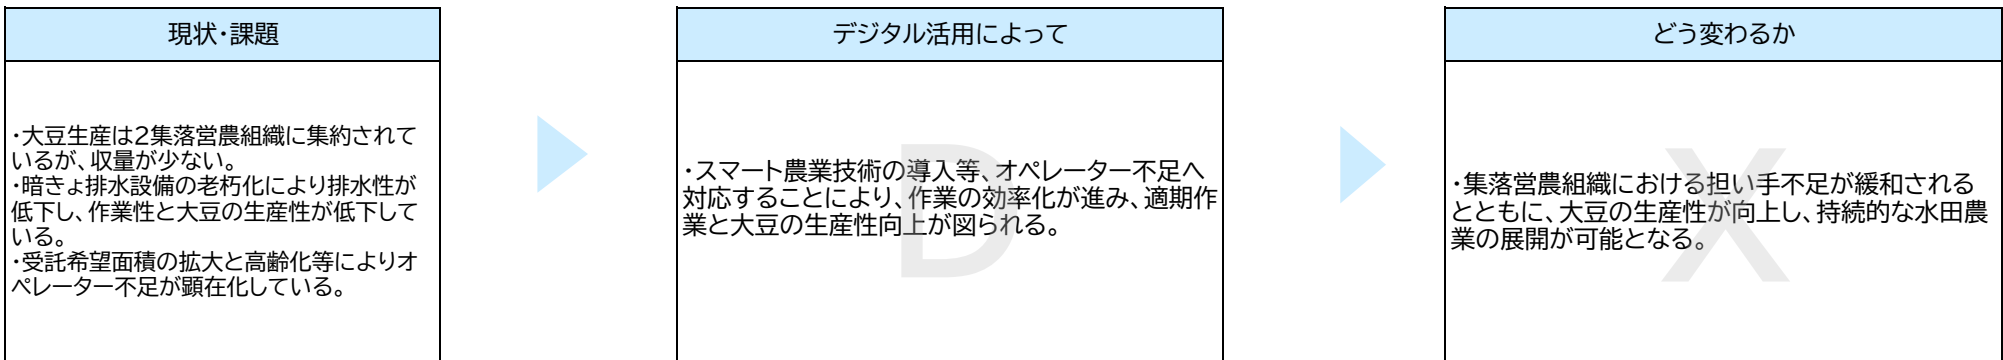 現状・課題
・大豆生産は2集落営農組織に集約されて
いるが、収量が少ない。
・暗きょ排水設備の老朽化により排水性が
低下し、作業性と大豆の生産性が低下して
いる。
・受託希望面積の拡大と高齢化等によりオ
ペレーター不足が顕在化している。
デジタル活用によって
・スマート農業技術の導入等、オペレーター不足へ
対応することにより、作業の効率化が進み、適期作
業と大豆の生産性向上が図られる。
D
どう変わるか
・集落営農組織における担い手不足が緩和される
とともに、大豆の生産性が向上し、持続的な水田農
業の展開が可能となる。
X